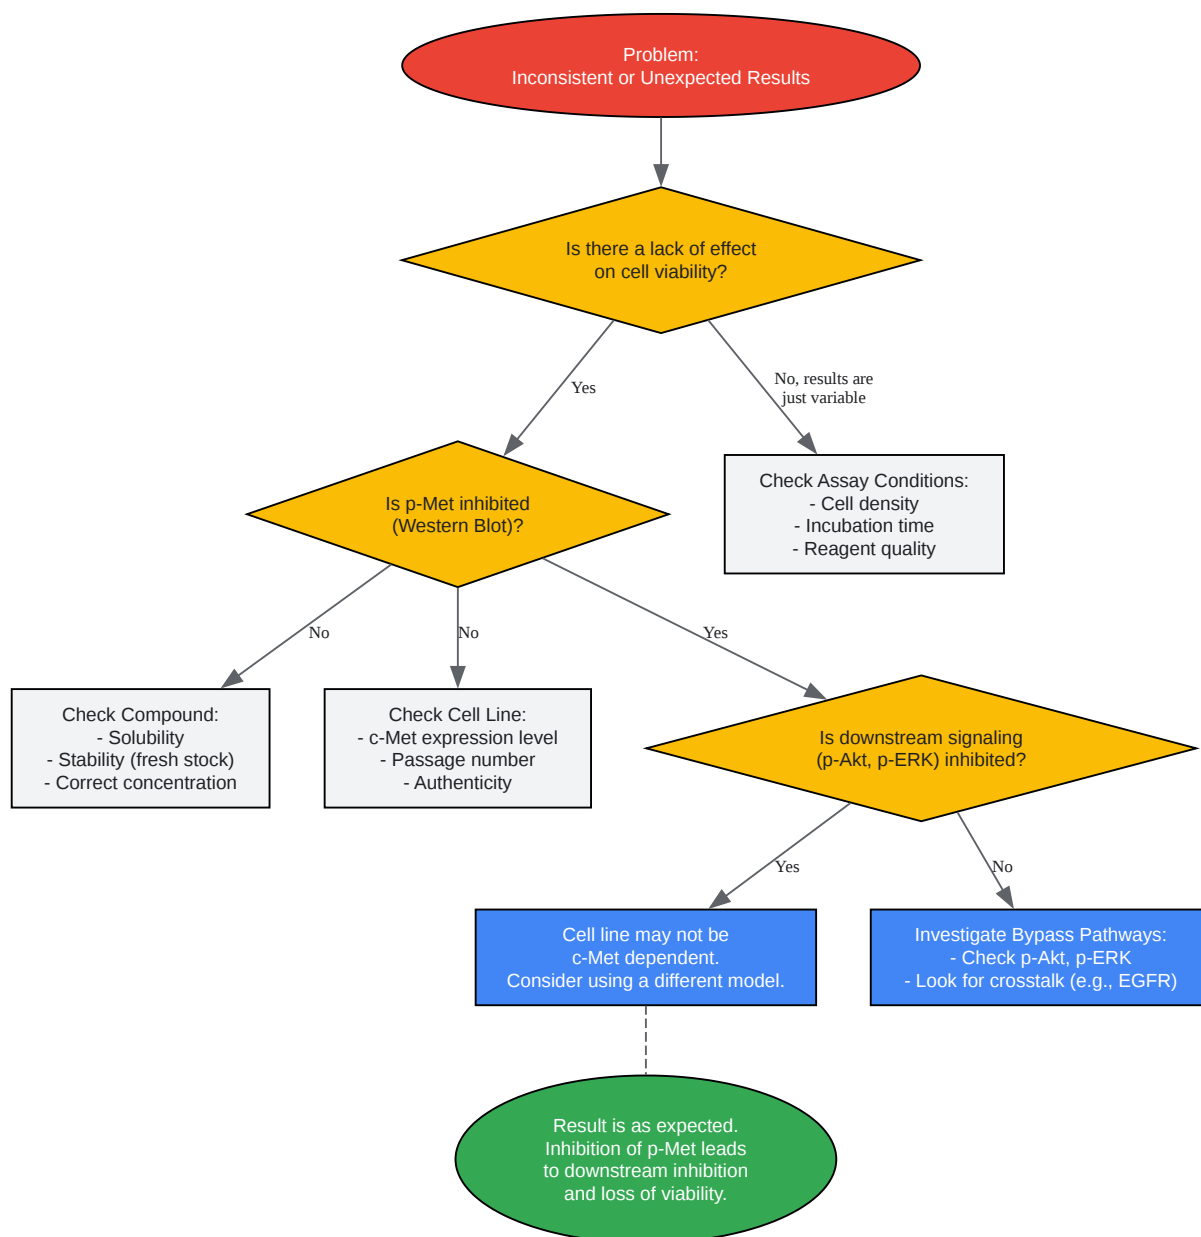 Problem:
Inconsistent or Unexpected Results
Is there a lack of effect
on cell viability?
Yes
No, results are
just variable
Is p-Met inhibited
(Western Blot)?
Check Assay Conditions:
- Cell density
- Incubation time
- Reagent quality
No
No
Yes
Check Compound:
- Solubility
- Stability (fresh stock)
- Correct concentration
Check Cell Line:
- c-Met expression level
- Passage number
- Authenticity
Is downstream signaling
(p-Akt, p-ERK) inhibited?
Yes
No
Cell line may not be
c-Met dependent.
Consider using a different model.
Investigate Bypass Pathways:
- Check p-Akt, p-ERK
- Look for crosstalk (e.g., EGFR)
Result is as expected.
Inhibition of p-Met leads
to downstream inhibition
and loss of viability.